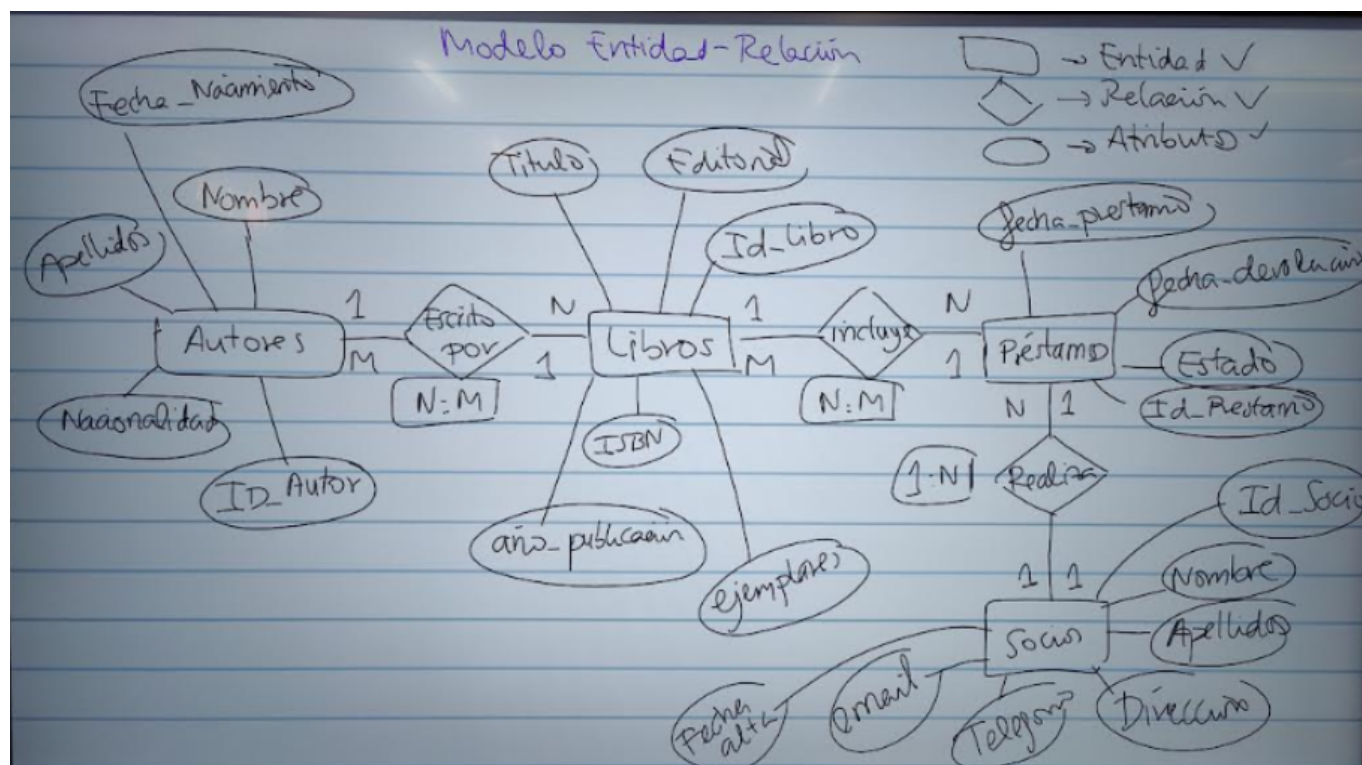 Modelo Entidad-Relación
→ Entidad ✓
→ Relación ✓
→ Atributo ✓
Fecha_Nacimiento
Nombre
Apellidos
Titulo
Editorial
Id_Libro
fecha_prestamo
fecha_devolución
Autores
1
M
Escrito
por
N
1
N:M
Libros
1
M
incluye
N
1
N:M
Préstamo
Estado
Id_Prestamo
Nacionalidad
ID_Autor
ISBN
año_publicación
ejemplares
N
1
1:N
Realiza
1
1
Id_Socio
Nombre
Apellidos
Socios
Fecha
alta
email
Telefono
Dirección